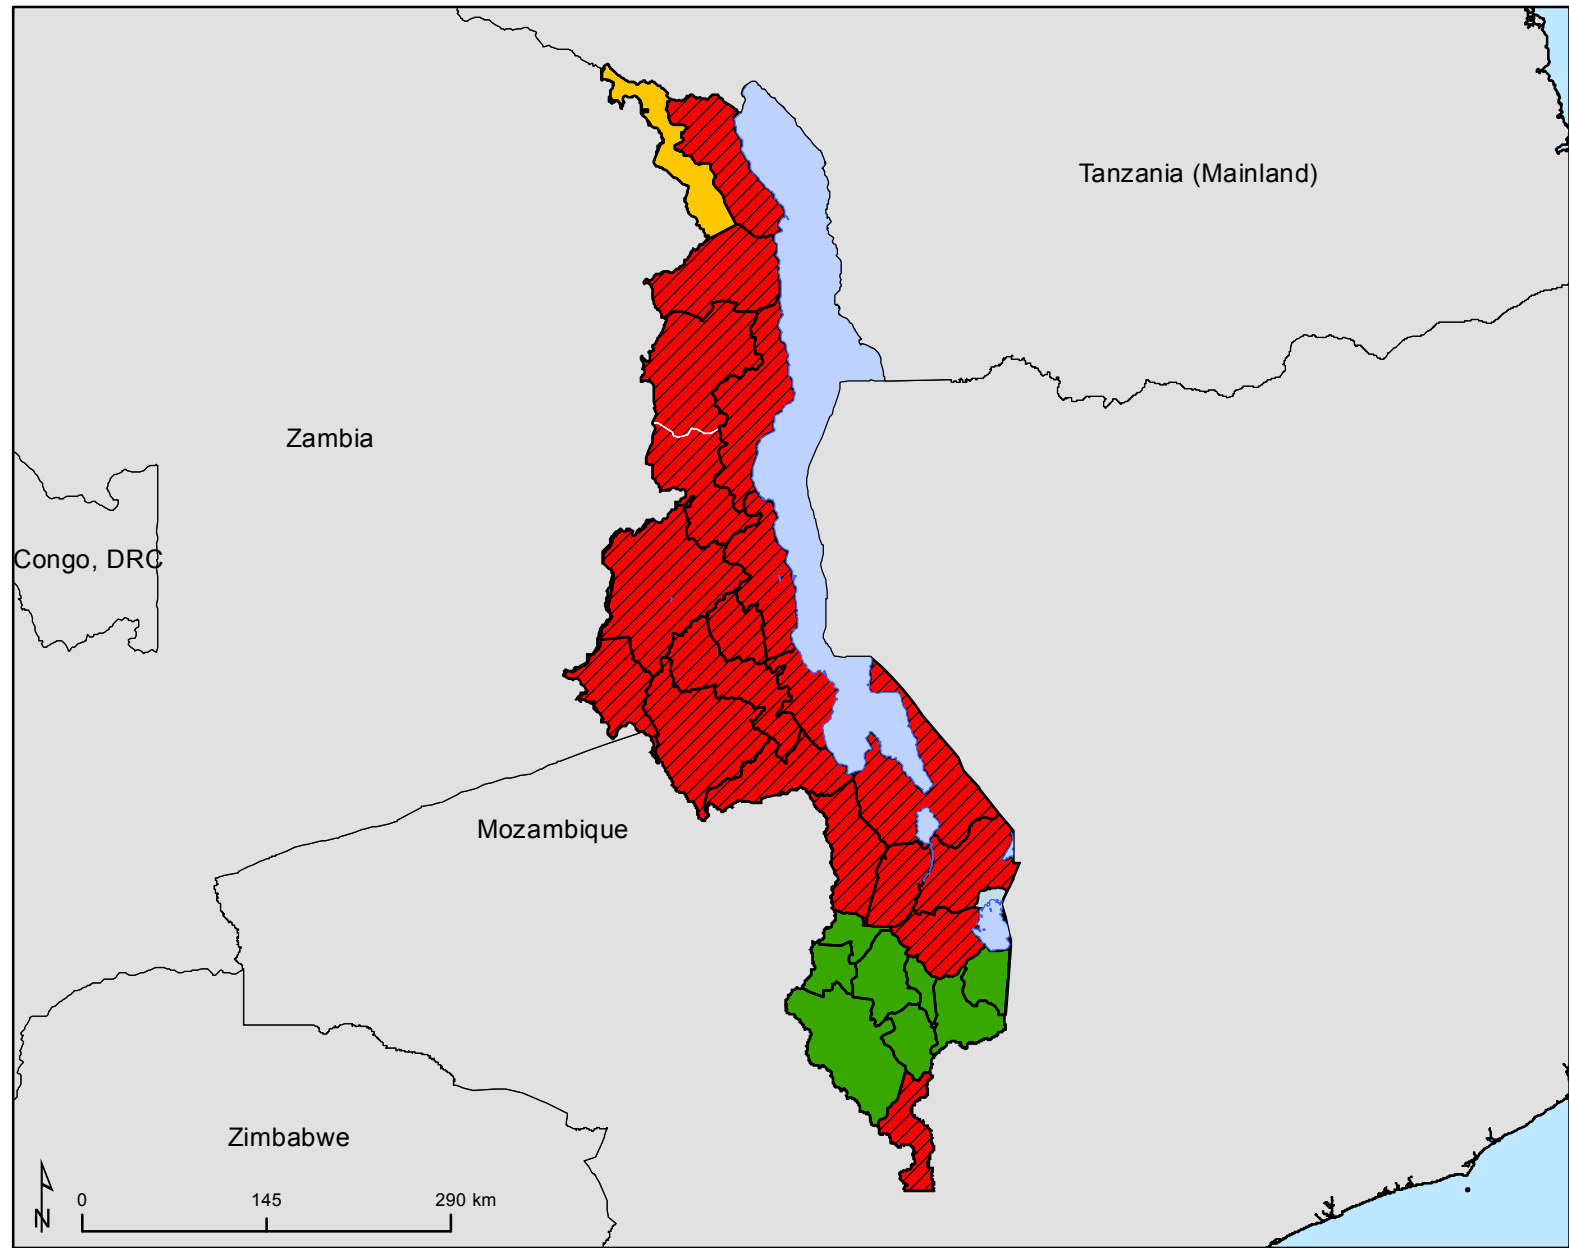 Tanzania (Mainland)
Zambia
Congo, DRC
Mozambique
Zimbabwe
N
0 145 290 km